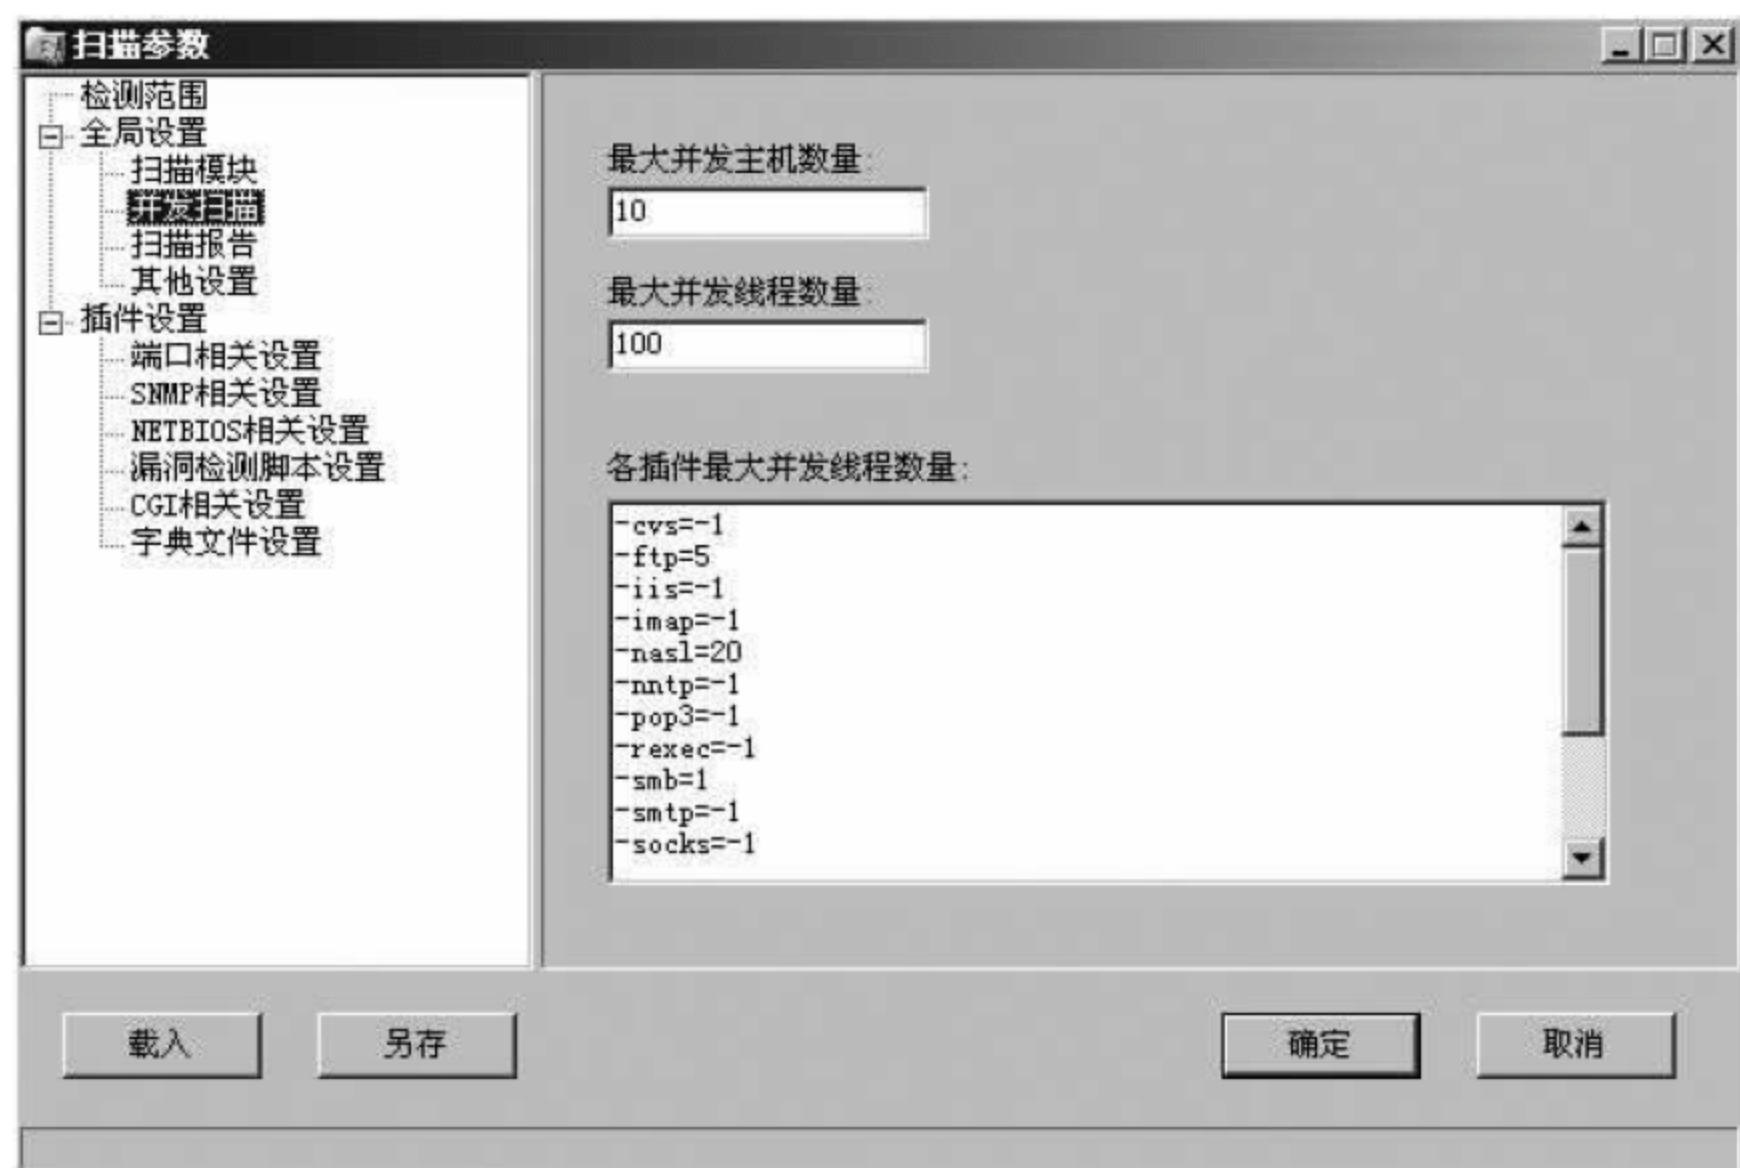 扫描参数
检测范围
全局设置
扫描模块
并发扫描
扫描报告
其他设置
插件设置
端口相关设置
SNMP相关设置
NETBIOS相关设置
漏洞检测脚本设置
CGI相关设置
字典文件设置
最大并发主机数量:
10
最大并发线程数量:
100
各插件最大并发线程数量:
-cvs=-1
-ftp=5
-iis=-1
-imap=-1
-nasl=20
-nntp=-1
-pop3=-1
-rexec=-1
-smb=1
-smtp=-1
-socks=-1
载入
另存
确定
取消